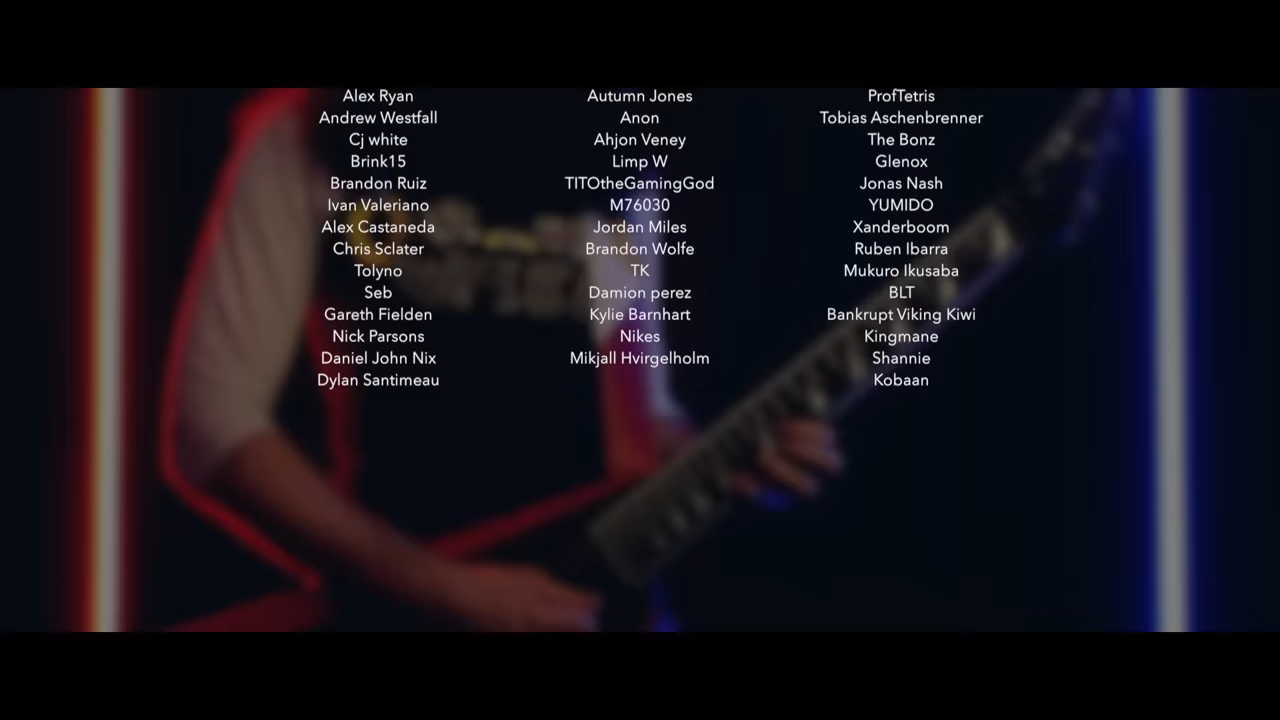 Alex Ryan
Andrew Westfall
Cj white
Brink15
Brandon Ruiz
Ivan Valeriano
Alex Castaneda
Chris Sclater
Tolyno
Seb
Gareth Fielden
Nick Parsons
Daniel John Nix
Dylan Santimeau
Autumn Jones
Anon
Ahjon Veney
Limp W
TITOtheGamingGod
M76030
Jordan Miles
Brandon Wolfe
TK
Damion perez
Kylie Barnhart
Nikes
Mikjall Hvirgelholm
ProfTetris
Tobias Aschenbrenner
The Bonz
Glenox
Jonas Nash
YUMIDO
Xanderboom
Ruben Ibarra
Mukuro Ikusaba
BLT
Bankrupt Viking Kiwi
Kingmane
Shannie
Kobaan